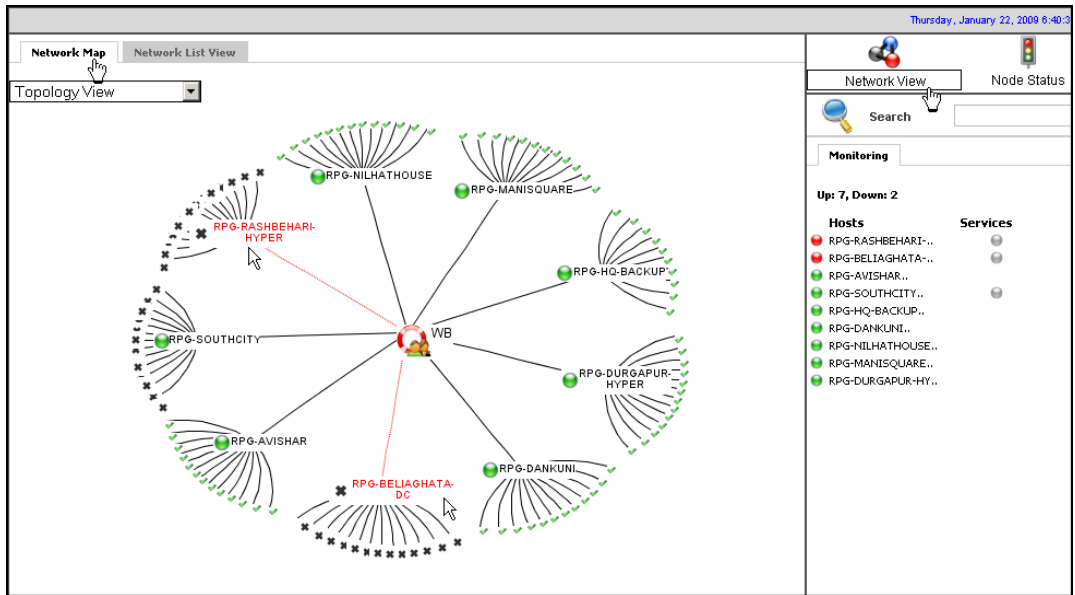 Thursday, January 22, 2009 6:40:3
Network Map
Network List View
Topology View
Network View
Node Status
Search
Monitoring
Up: 7, Down: 2
Hosts Services
RPG-RASHBEHARI-..
RPG-BELIAGHATA-..
RPG-AVISHAR..
RPG-SOUTHCITY..
RPG-HQ-BACKUP..
RPG-DANKUNI..
RPG-NILHATHOUSE..
RPG-MANISQUARE..
RPG-DURGAPUR-HY..
RPG-NILHATHOUSE
RPG-MANISQUARE
RPG-RASHBEHARI-
HYPER
RPG-HQ-BACKUP
WB
RPG-SOUTHCITY
RPG-DURGAPUR-
HYPER
RPG-AVISHAR
RPG-DANKUNI
RPG-BELIAGHATA-
DC